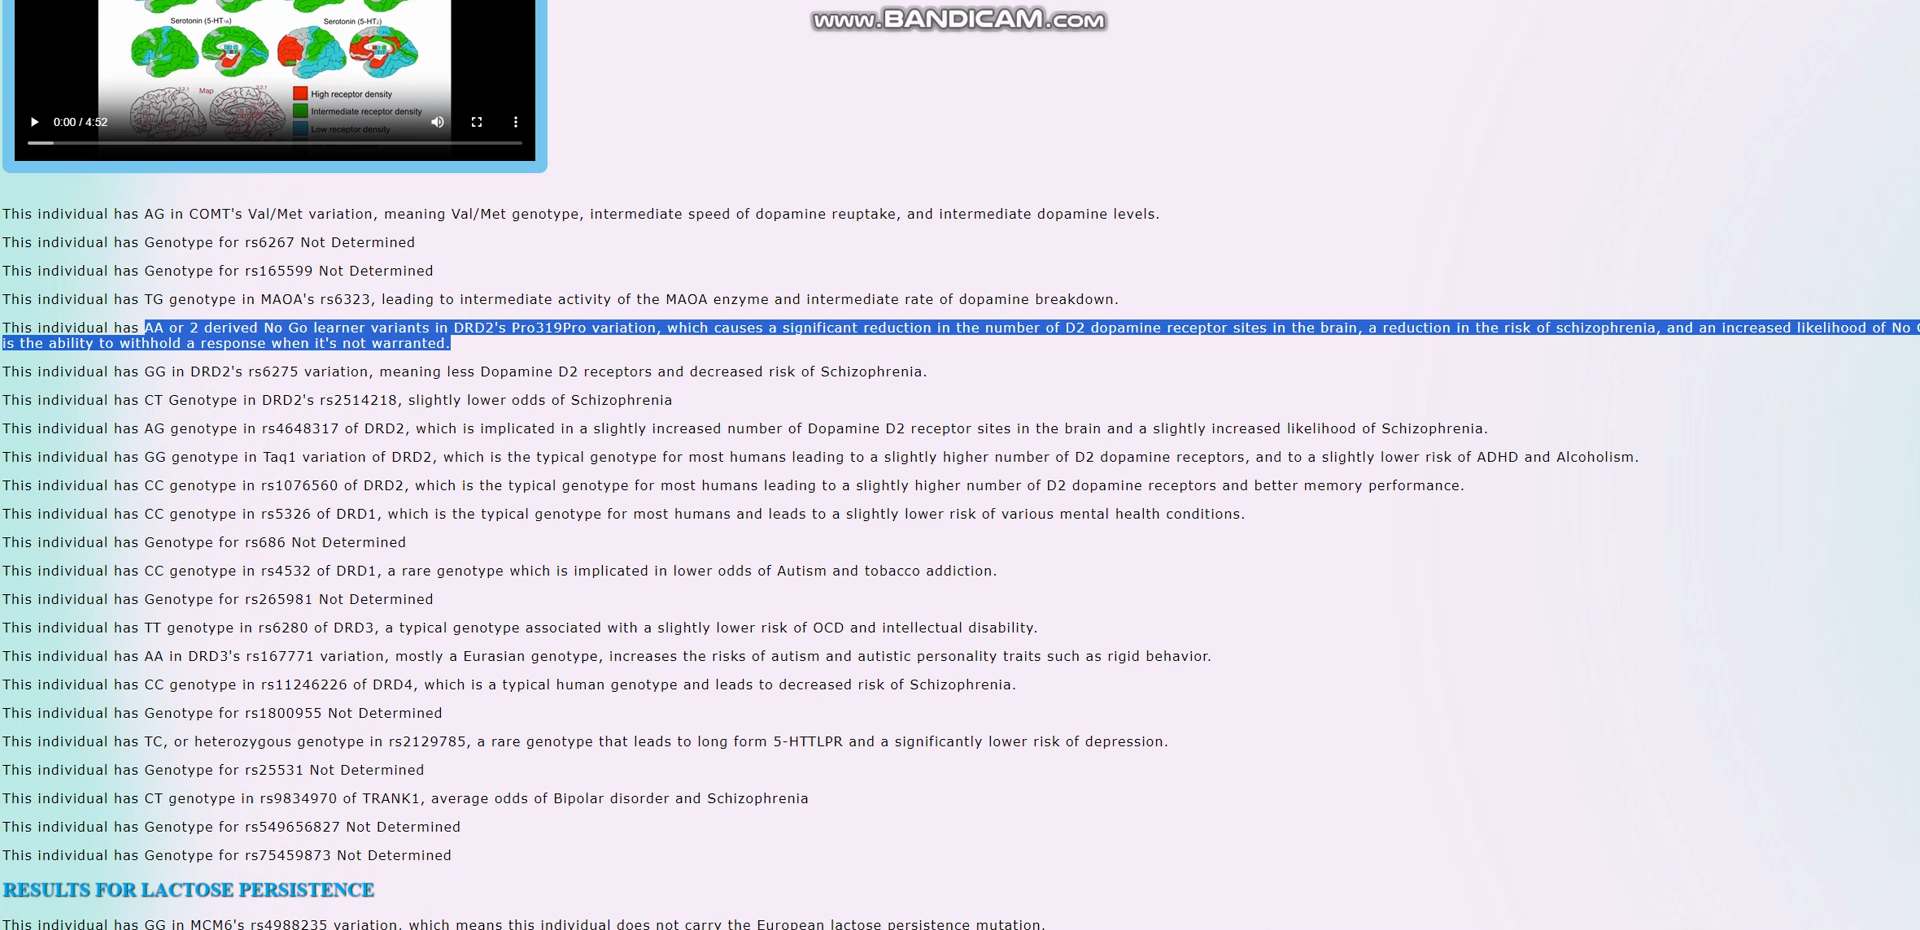 www.BANDICAM.com
Serotonin (5-HT1A) Serotonin (5-HT2)
Map
High receptor density
Intermediate receptor density
Low receptor density
0:00 / 4:52
This individual has AG in COMT's Val/Met variation, meaning Val/Met genotype, intermediate speed of dopamine reuptake, and intermediate dopamine levels.
This individual has Genotype for rs6267 Not Determined
This individual has Genotype for rs165599 Not Determined
This individual has TG genotype in MAOA's rs6323, leading to intermediate activity of the MAOA enzyme and intermediate rate of dopamine breakdown.
This individual has AA or 2 derived No Go learner variants in DRD2's Pro319Pro variation, which causes a significant reduction in the number of D2 dopamine receptor sites in the brain, a reduction in the risk of schizophrenia, and an increased likelihood of No
is the ability to withhold a response when it's not warranted.
This individual has GG in DRD2's rs6275 variation, meaning less Dopamine D2 receptors and decreased risk of Schizophrenia.
This individual has CT Genotype in DRD2's rs2514218, slightly lower odds of Schizophrenia
This individual has AG genotype in rs4648317 of DRD2, which is implicated in a slightly increased number of Dopamine D2 receptor sites in the brain and a slightly increased likelihood of Schizophrenia.
This individual has GG genotype in Taq1 variation of DRD2, which is the typical genotype for most humans leading to a slightly higher number of D2 dopamine receptors, and to a slightly lower risk of ADHD and Alcoholism.
This individual has CC genotype in rs1076560 of DRD2, which is the typical genotype for most humans leading to a slightly higher number of D2 dopamine receptors and better memory performance.
This individual has CC genotype in rs5326 of DRD1, which is the typical genotype for most humans and leads to a slightly lower risk of various mental health conditions.
This individual has Genotype for rs686 Not Determined
This individual has CC genotype in rs4532 of DRD1, a rare genotype which is implicated in lower odds of Autism and tobacco addiction.
This individual has Genotype for rs265981 Not Determined
This individual has TT genotype in rs6280 of DRD3, a typical genotype associated with a slightly lower risk of OCD and intellectual disability.
This individual has AA in DRD3's rs167771 variation, mostly a Eurasian genotype, increases the risks of autism and autistic personality traits such as rigid behavior.
This individual has CC genotype in rs11246226 of DRD4, which is a typical human genotype and leads to decreased risk of Schizophrenia.
This individual has Genotype for rs1800955 Not Determined
This individual has TC, or heterozygous genotype in rs2129785, a rare genotype that leads to long form 5-HTTLPR and a significantly lower risk of depression.
This individual has Genotype for rs25531 Not Determined
This individual has CT genotype in rs9834970 of TRANK1, average odds of Bipolar disorder and Schizophrenia
This individual has Genotype for rs549656827 Not Determined
This individual has Genotype for rs75459873 Not Determined
RESULTS FOR LACTOSE PERSISTENCE
This individual has GG in MCM6's rs4988235 variation, which means this individual does not carry the European lactose persistence mutation.